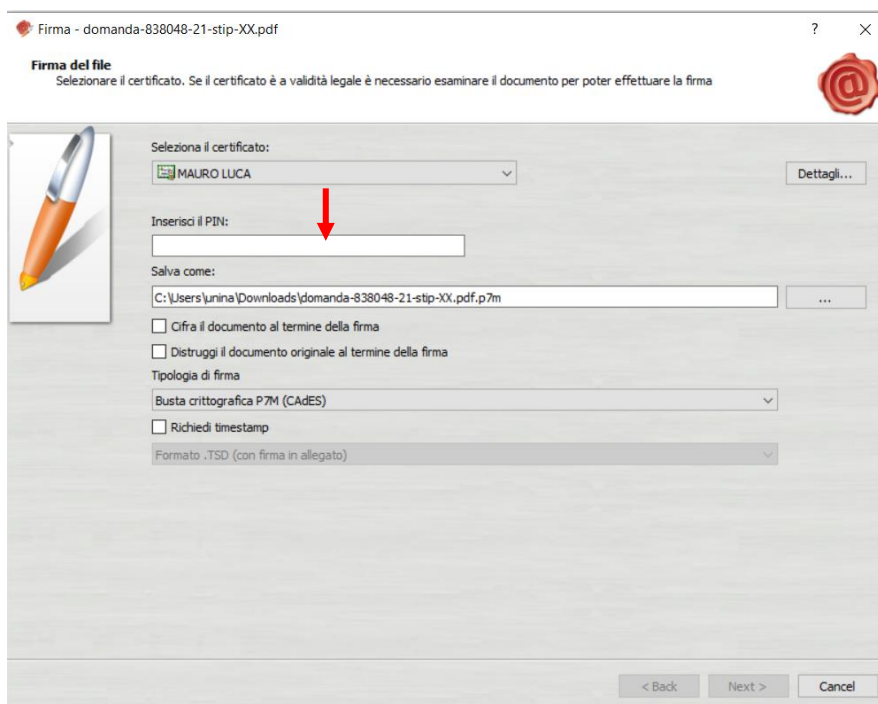 Firma - domanda-838048-21-stip-XX.pdf
?
Firma del file
Selezionare il certificato. Se il certificato è a validità legale è necessario esaminare il documento per poter effettuare la firma
Seleziona il certificato:
MAURO LUCA
Dettagli...
Inserisci il PIN:
Salva come:
C:\Users\unina\Downloads\domanda-838048-21-stip-XX.pdf.p7m
...
Cifra il documento al termine della firma
Distruggi il documento originale al termine della firma
Tipologia di firma
Busta crittografica P7M (CAdES)
Richiedi timestamp
Formato .TSD (con firma in allegato)
< Back Next > Cancel